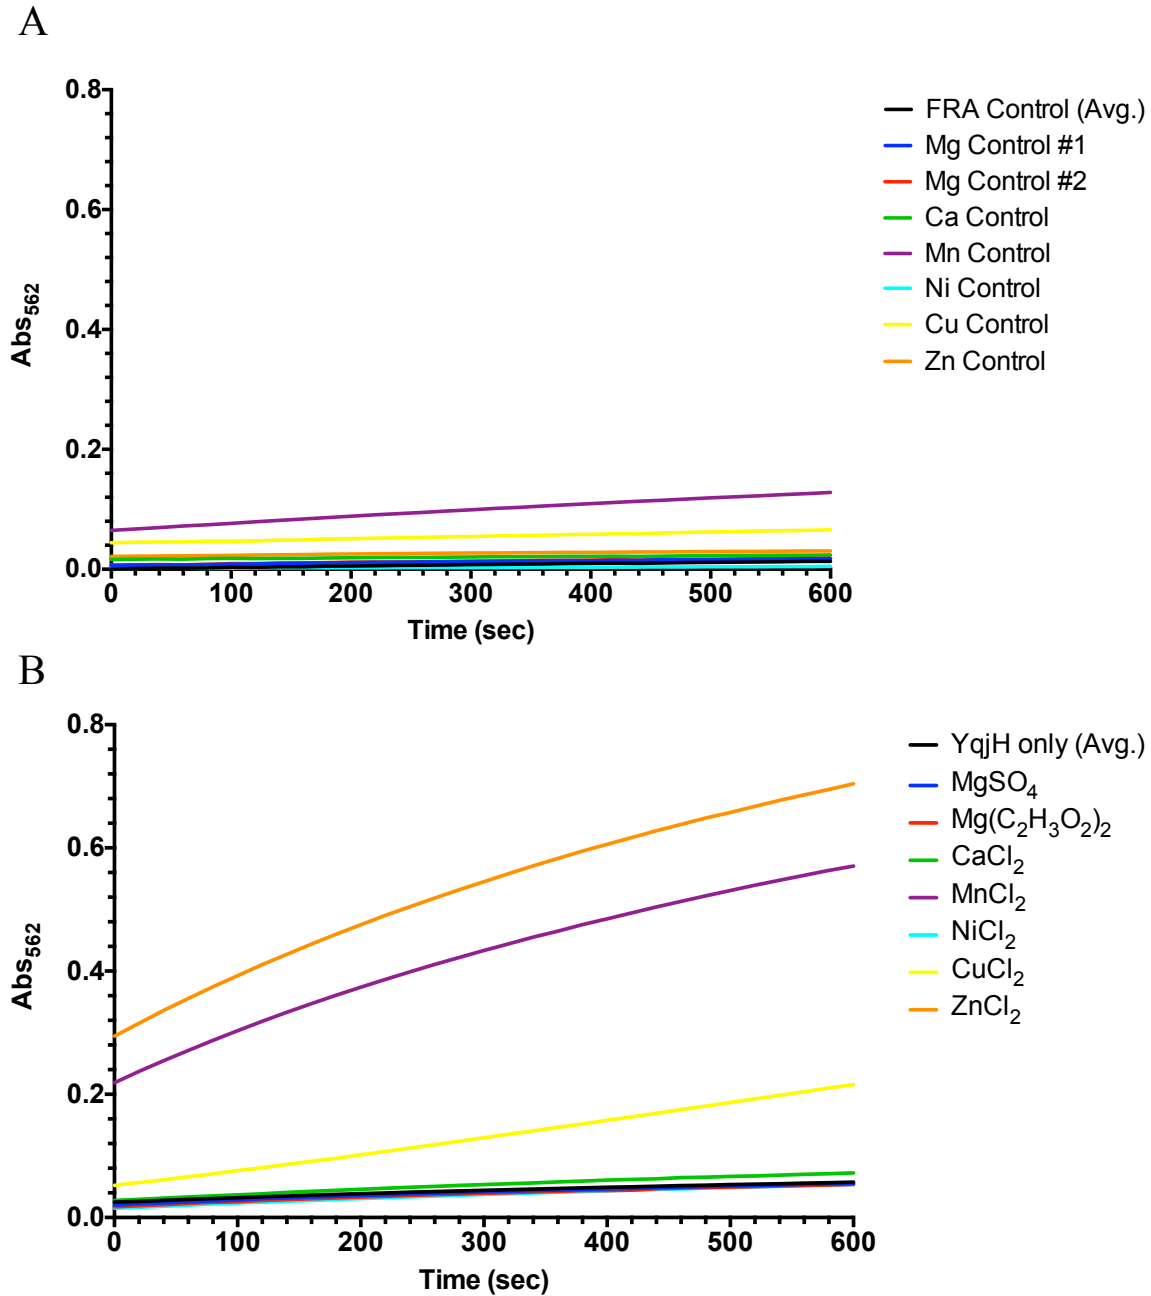 A
0.8
0.6
0.4
0.2
0.0
0 100 200 300 400 500 600
Abs562
Time (sec)
FRA Control (Avg.)
Mg Control #1
Mg Control #2
Ca Control
Mn Control
Ni Control
Cu Control
Zn Control
B
0.8
0.6
0.4
0.2
0.0
0 100 200 300 400 500 600
Abs562
Time (sec)
YqjH only (Avg.)
MgSO4
Mg(C2H3O2)2
CaCl2
MnCl2
NiCl2
CuCl2
ZnCl2